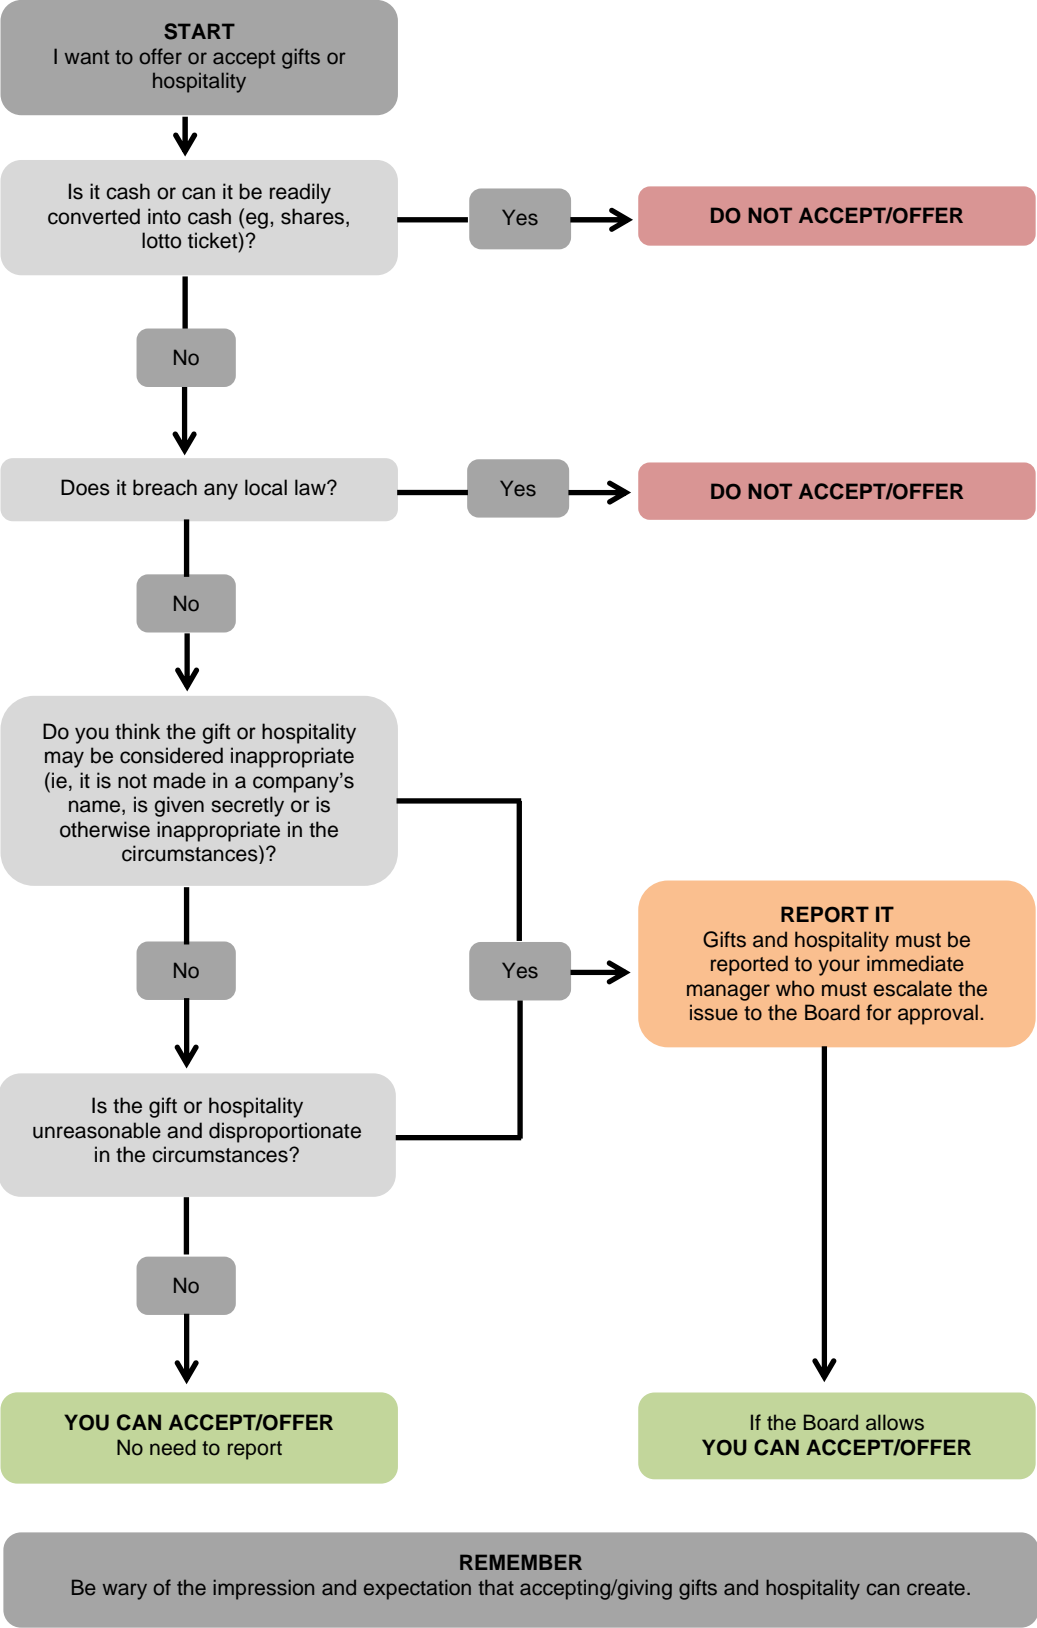 START
I want to offer or accept gifts or
hospitality
Is it cash or can it be readily
converted into cash (eg, shares,
lotto ticket)?
Yes
DO NOT ACCEPT/OFFER
No
Does it breach any local law?
Yes
DO NOT ACCEPT/OFFER
No
Do you think the gift or hospitality
may be considered inappropriate
(ie, it is not made in a company's
name, is given secretly or is
otherwise inappropriate in the
circumstances)?
No
Yes
REPORT IT
Gifts and hospitality must be
reported to your immediate
manager who must escalate the
issue to the Board for approval.
Is the gift or hospitality
unreasonable and disproportionate
in the circumstances?
No
YOU CAN ACCEPT/OFFER
No need to report
If the Board allows
YOU CAN ACCEPT/OFFER
REMEMBER
Be wary of the impression and expectation that accepting/giving gifts and hospitality can create.